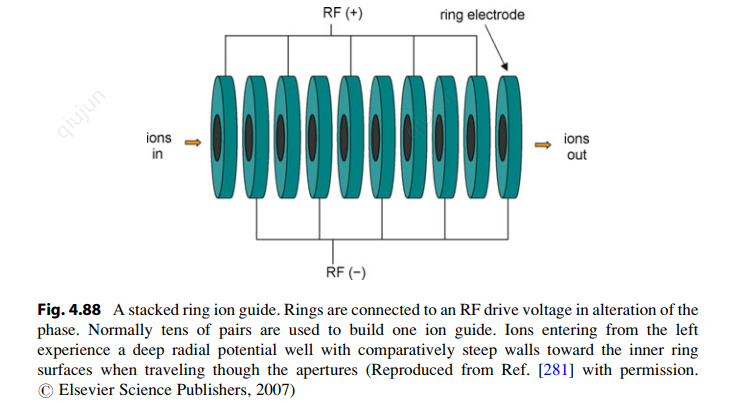 RF (+)
ring electrode
qiujun
ions
in
ions
out
RF (−)
Fig. 4.88 A stacked ring ion guide. Rings are connected to an RF drive voltage in alteration of the
phase. Normally tens of pairs are used to build one ion guide. Ions entering from the left
experience a deep radial potential well with comparatively steep walls toward the inner ring
surfaces when traveling though the apertures (Reproduced from Ref. [281] with permission.
© Elsevier Science Publishers, 2007)